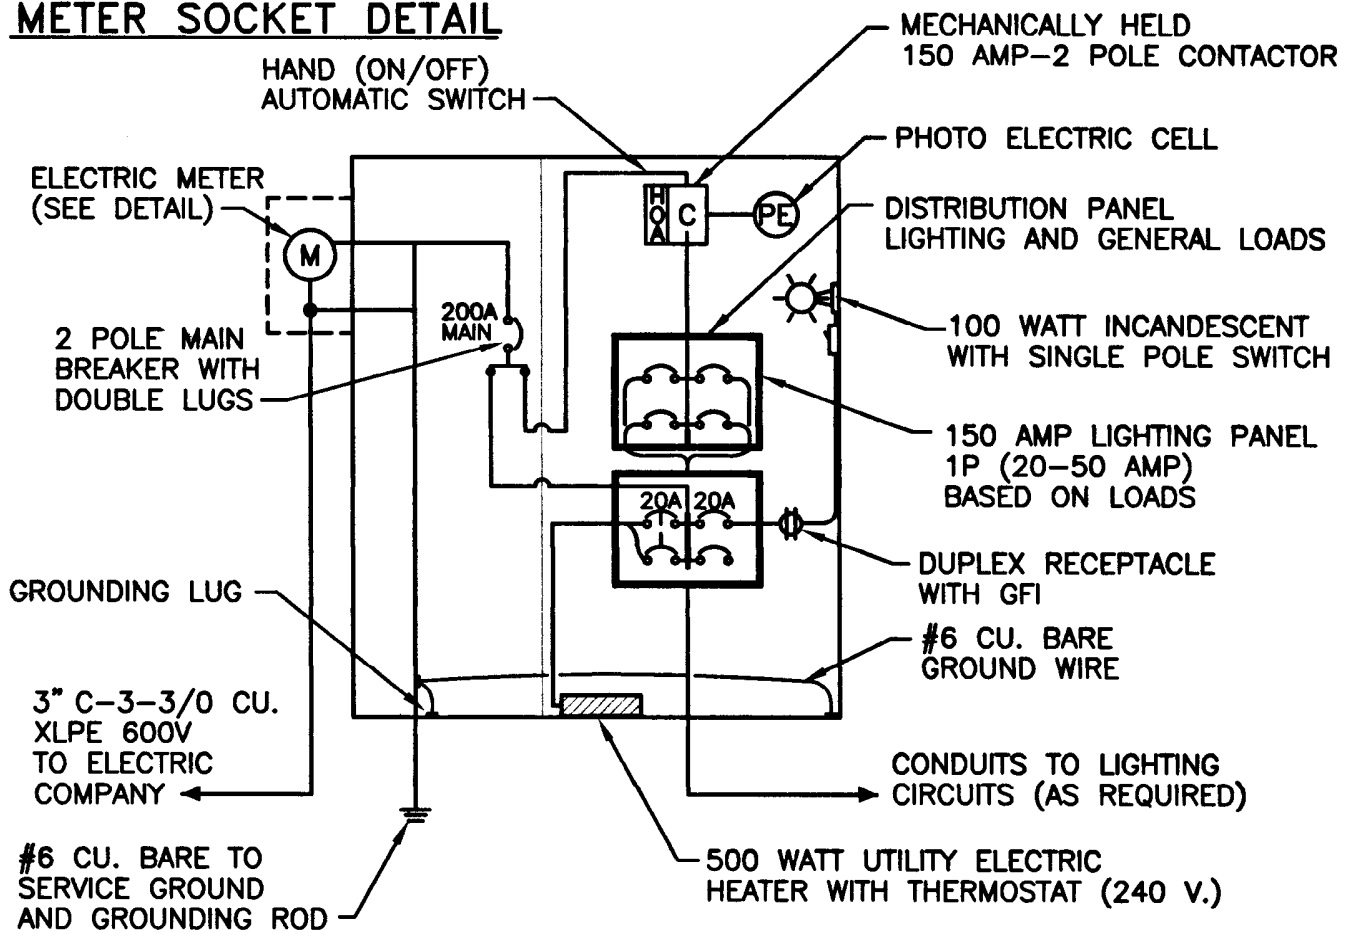 METER SOCKET DETAIL
HAND (ON/OFF)
AUTOMATIC SWITCH
MECHANICALLY HELD
150 AMP-2 POLE CONTACTOR
PHOTO ELECTRIC CELL
ELECTRIC METER
(SEE DETAIL)
DISTRIBUTION PANEL
LIGHTING AND GENERAL LOADS
HOA
C
PE
M
200A
MAIN
2 POLE MAIN
BREAKER WITH
DOUBLE LUGS
100 WATT INCANDESCENT
WITH SINGLE POLE SWITCH
150 AMP LIGHTING PANEL
1P (20-50 AMP)
BASED ON LOADS
20A 20A
DUPLEX RECEPTACLE
WITH GFI
GROUNDING LUG
#6 CU. BARE
GROUND WIRE
3" C-3-3/0 CU.
XLPE 600V
TO ELECTRIC
COMPANY
CONDUITS TO LIGHTING
CIRCUITS (AS REQUIRED)
#6 CU. BARE TO
SERVICE GROUND
AND GROUNDING ROD
500 WATT UTILITY ELECTRIC
HEATER WITH THERMOSTAT (240 V.)